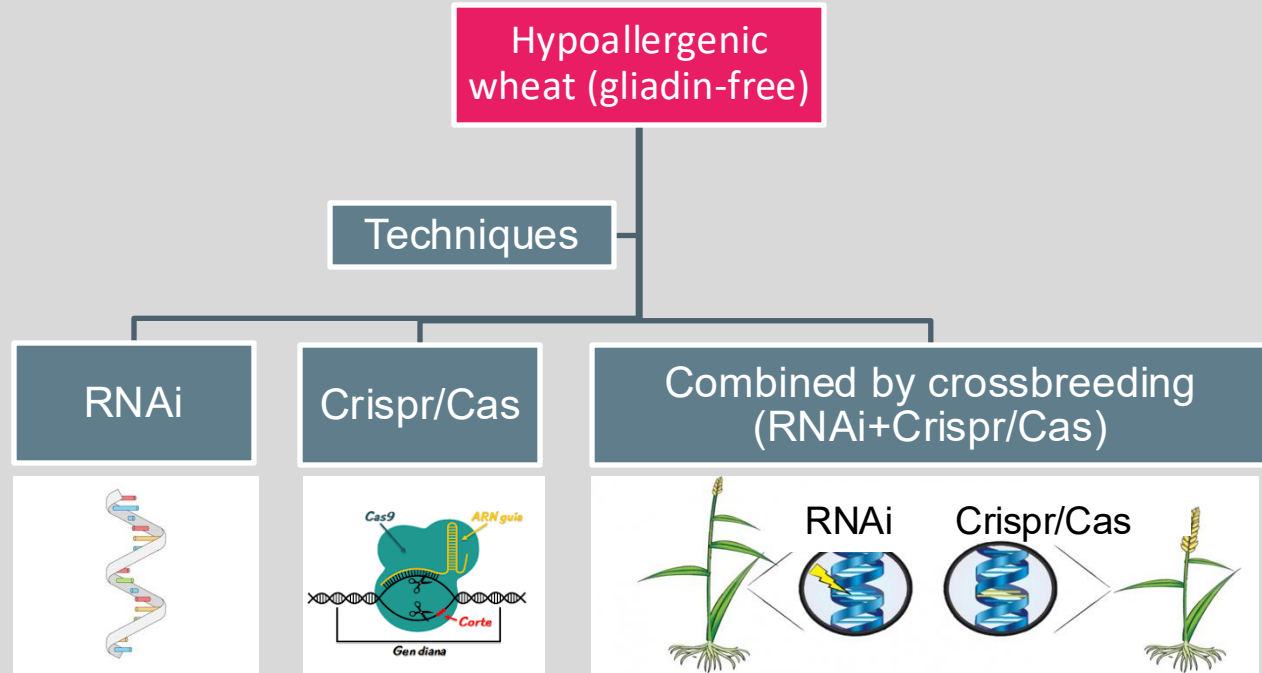 Hypoallergenic
wheat (gliadin-free)
Techniques
RNAi
Crispr/Cas
Combined by crossbreeding
(RNAi+Crispr/Cas)
Cas9
ARN guía
Corte
Gen diana
RNAi
Crispr/Cas